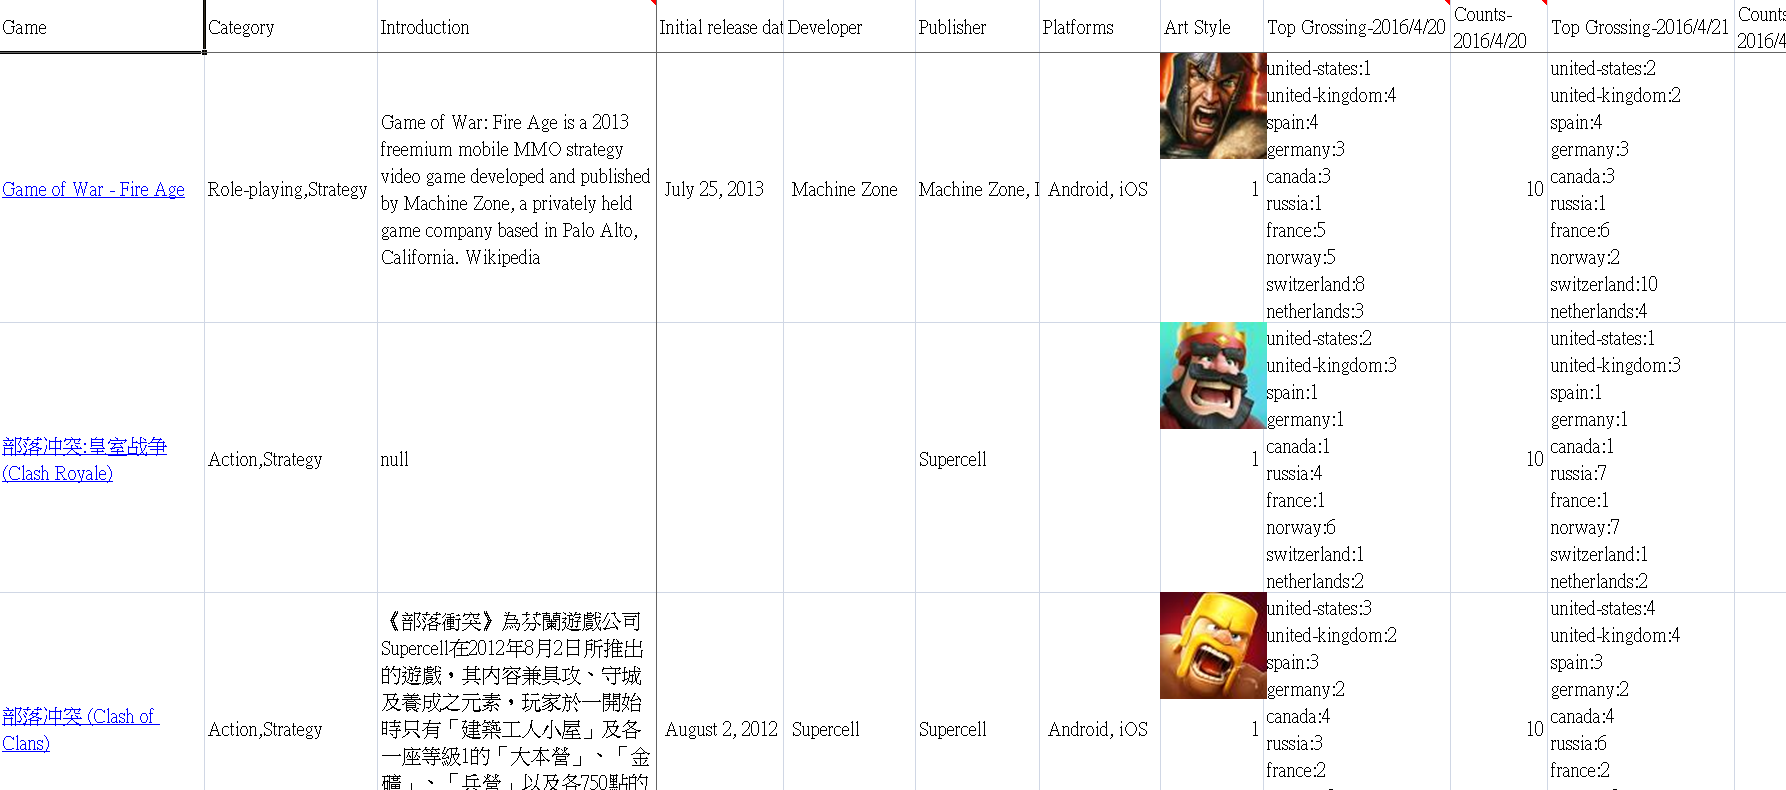 Game
Category
Introduction
Initial release dat
Developer
Publisher
Platforms
Art Style
Top Grossing-2016/4/20
Counts-
2016/4/20
Top Grossing-2016/4/21
Counts
2016/4
Game of War - Fire Age
Role-playing,Strategy
Game of War: Fire Age is a 2013
freemium mobile MMO strategy
video game developed and published
by Machine Zone, a privately held
game company based in Palo Alto,
California. Wikipedia
July 25, 2013
Machine Zone
Machine Zone, I
Android, iOS
1
united-states:1
united-kingdom:4
spain:4
germany:3
canada:3
russia:1
france:5
norway:5
switzerland:8
netherlands:3
10
united-states:2
united-kingdom:2
spain:4
germany:3
canada:3
russia:1
france:6
norway:2
switzerland:10
netherlands:4
部落冲突:皇室战争
(Clash Royale)
Action,Strategy
null
Supercell
1
united-states:2
united-kingdom:3
spain:1
germany:1
canada:1
russia:4
france:1
norway:6
switzerland:1
netherlands:2
10
united-states:1
united-kingdom:3
spain:1
germany:1
canada:1
russia:7
france:1
norway:7
switzerland:1
netherlands:2
部落冲突 (Clash of
Clans)
Action,Strategy
《部落衝突》為芬蘭遊戲公司
Supercell在2012年8月2日所推出
的遊戲，其内容兼具攻、守城
及養成之元素，玩家於一開始
時只有「建築工人小屋」及各
一座等級1的「大本營」、「金
礦」、「兵營」以及各750點的
August 2, 2012
Supercell
Supercell
Android, iOS
1
united-states:3
united-kingdom:2
spain:3
germany:2
canada:4
russia:3
france:2
10
united-states:4
united-kingdom:4
spain:3
germany:2
canada:4
russia:6
france:2